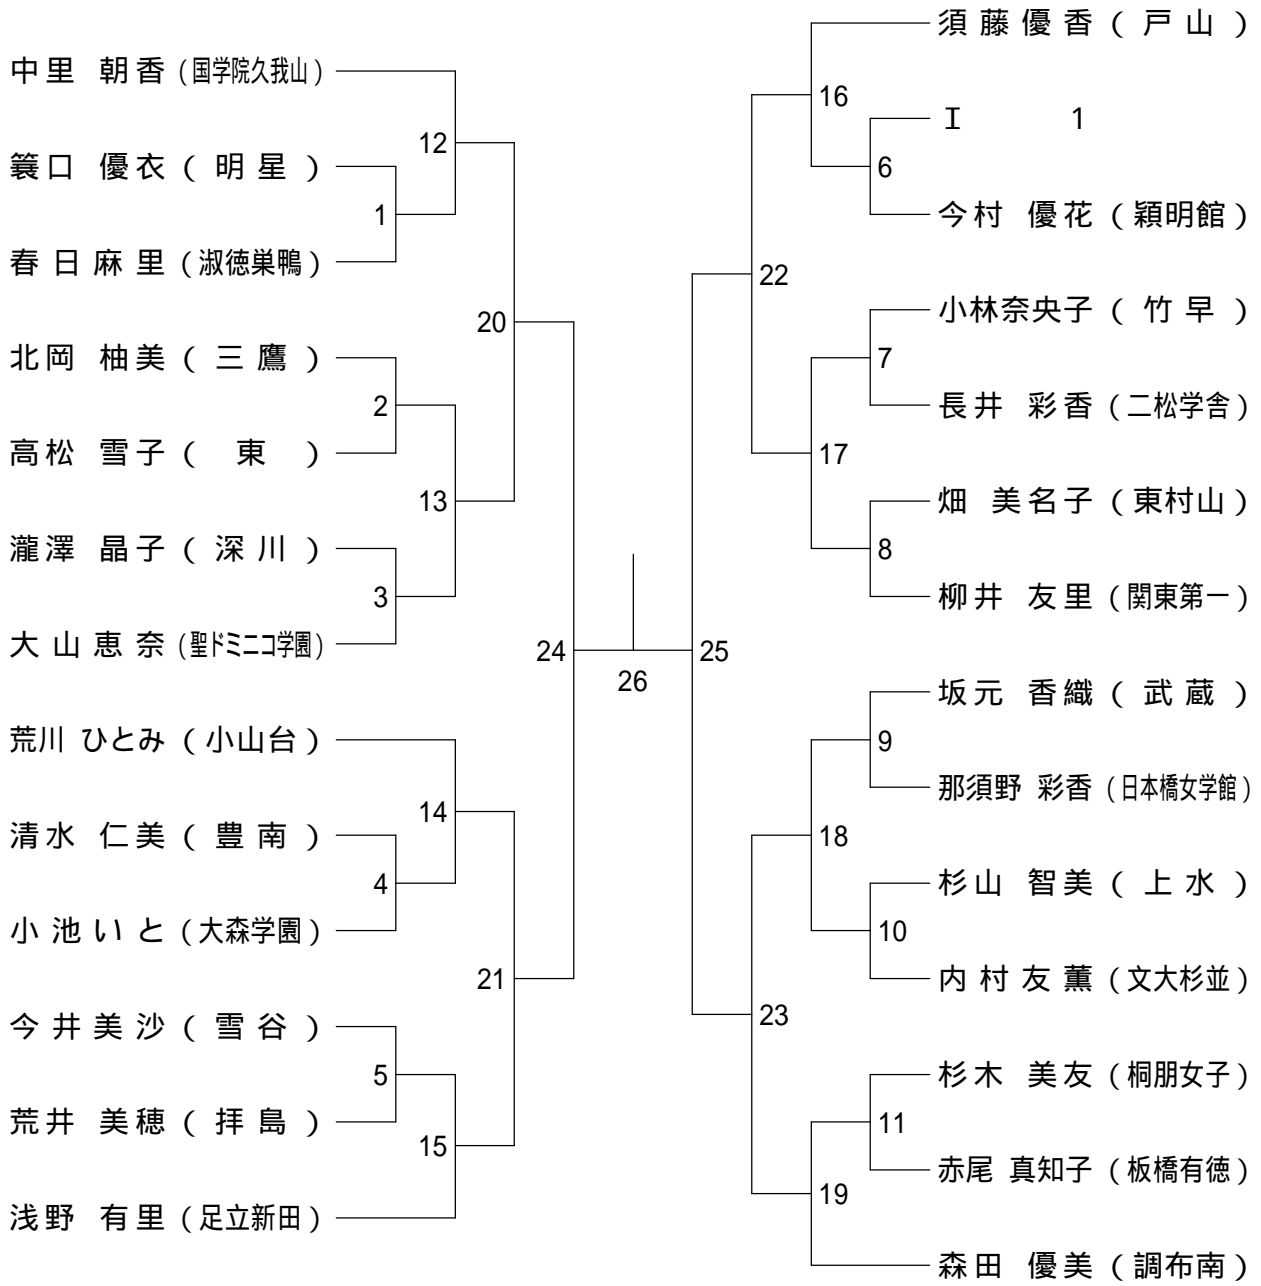 中里 朝香 (国学院久我山)
簑口 優衣 ( 明 星 )
春日麻里 (淑徳巣鴨)
北岡 柚美 ( 三 鷹 )
高松 雪子 ( 東 )
瀧澤 晶子 ( 深 川 )
大山恵奈 (聖ドミニコ学園)
荒川 ひとみ (小山台)
清水 仁美 ( 豊 南 )
小池いと (大森学園)
今井美沙 ( 雪 谷 )
荒井 美穂 ( 拝 島 )
浅野 有里 (足立新田)
1
2
3
4
5
12
13
14
15
20
21
24
26
25
22
23
16
17
18
19
6
7
8
9
10
11
須藤優香 ( 戸 山 )
I 1
今村 優花 (穎明館)
小林奈央子 ( 竹 早 )
長井 彩香 (二松学舎)
畑 美名子 (東村山)
柳井 友里 (関東第一)
坂元 香織 ( 武 蔵 )
那須野 彩香 (日本橋女学館)
杉山 智美 ( 上 水 )
内村友薫 (文大杉並)
杉木 美友 (桐朋女子)
赤尾 真知子 (板橋有徳)
森田 優美 (調布南)